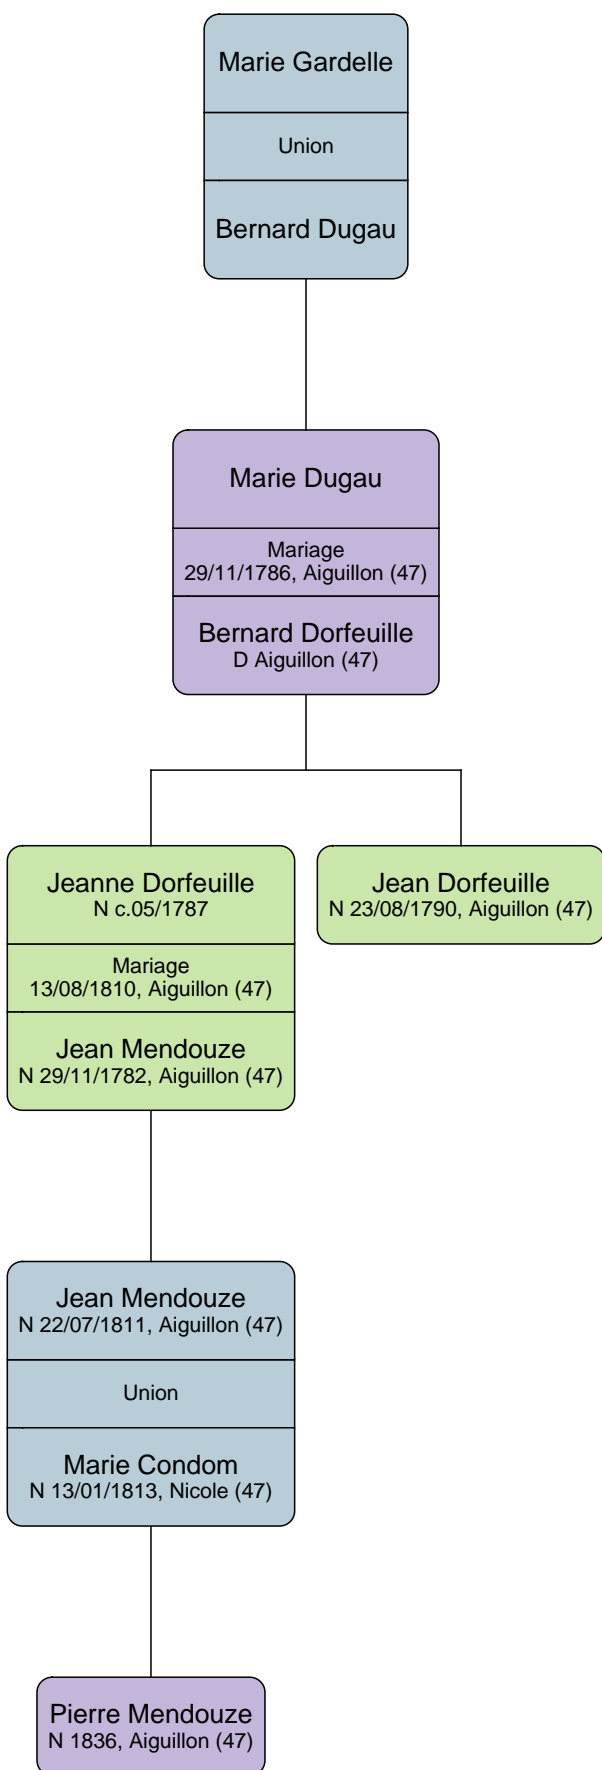 Marie Gardelle
Union
Bernard Dugau
Marie Dugau
Mariage
29/11/1786, Aiguillon (47)
Bernard Dorfeuille
D Aiguillon (47)
Jeanne Dorfeuille
N c.05/1787
Mariage
13/08/1810, Aiguillon (47)
Jean Mendouze
N 29/11/1782, Aiguillon (47)
Jean Dorfeuille
N 23/08/1790, Aiguillon (47)
Jean Mendouze
N 22/07/1811, Aiguillon (47)
Union
Marie Condom
N 13/01/1813, Nicole (47)
Pierre Mendouze
N 1836, Aiguillon (47)